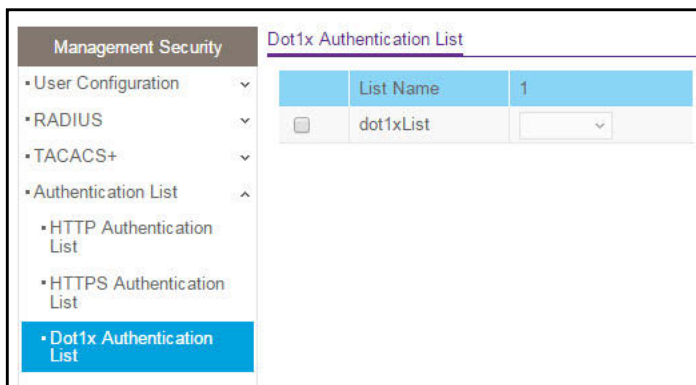 Management Security
User Configuration
RADIUS
TACACS+
Authentication List
HTTP Authentication
List
HTTPS Authentication
List
Dot1x Authentication
List
Dot1x Authentication List
List Name 1
dot1xList